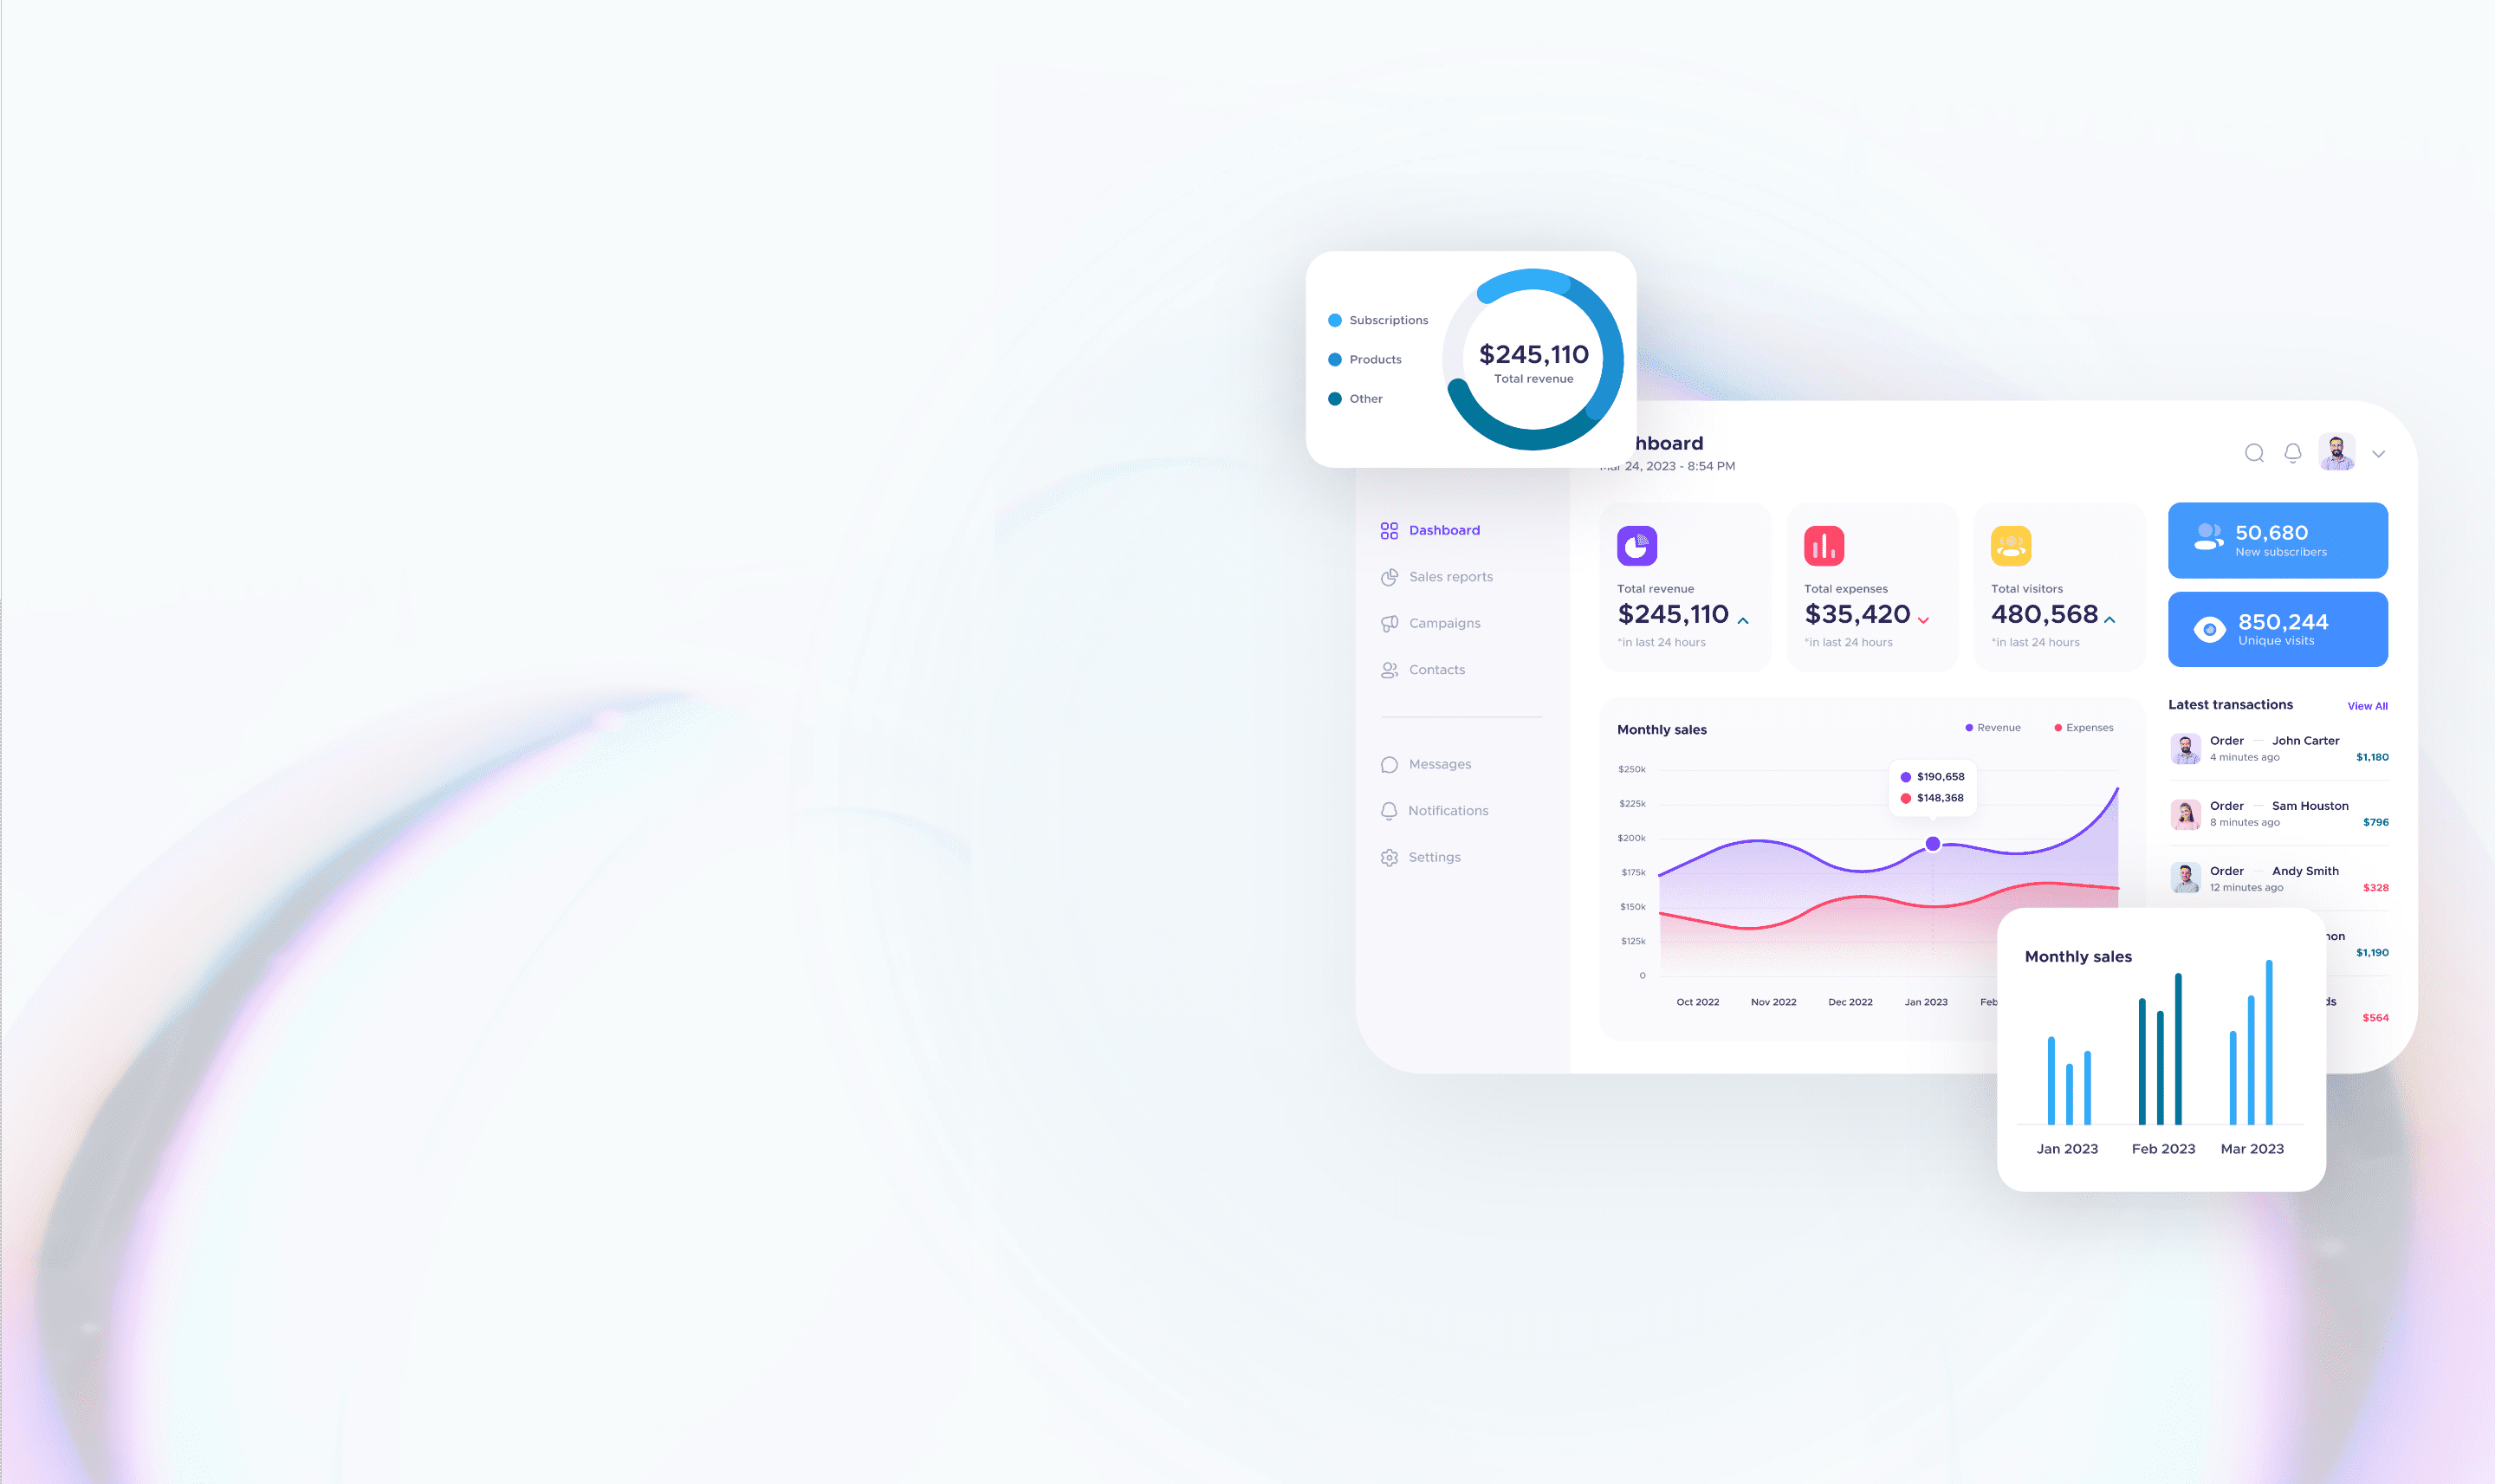 Subscriptions
Products
Other
$245,110
Total revenue
hboard
24, 2023 - 8:54 PM
Dashboard
Sales reports
Campaigns
Contacts
Messages
Notifications
Settings
Total revenue
$245,110
*in last 24 hours
Total expenses
$35,420
*in last 24 hours
Total visitors
480,568
*in last 24 hours
50,680
New subscribers
850,244
Unique visits
Monthly sales
Revenue
Expenses
$250k
$225k
$200k
$175k
$150k
$125k
0
$190,658
$148,368
Oct 2022
Nov 2022
Dec 2022
Jan 2023
Feb
Latest transactions
View All
Order — John Carter
4 minutes ago
$1,180
Order — Sam Houston
8 minutes ago
$796
Order — Andy Smith
12 minutes ago
$328
$1,190
$564
Monthly sales
Jan 2023
Feb 2023
Mar 2023